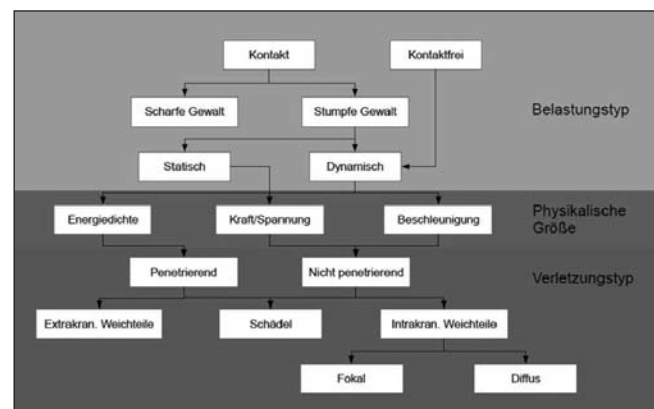 Kontakt
Kontaktfrei
Scharfe Gewalt
Stumpfe Gewalt
Belastungstyp
Statisch
Dynamisch
Energiedichte
Kraft/Spannung
Beschleunigung
Physikalische
Größe
Penetrierend
Nicht penetrierend
Verletzungstyp
Extrakran. Weichteile
Schädel
Intrakran. Weichteile
Fokal
Diffus